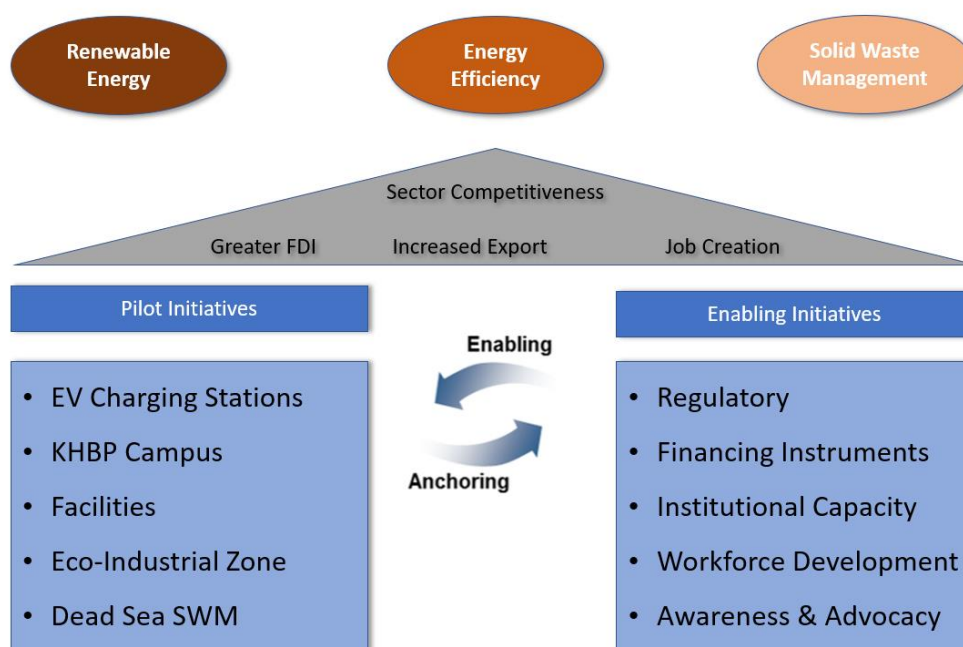 Renewable
Energy
Energy
Efficiency
Solid Waste
Management
Sector Competitiveness
Greater FDI
Increased Export
Job Creation
Pilot Initiatives
• EV Charging Stations
• KHBP Campus
• Facilities
• Eco-Industrial Zone
• Dead Sea SWM
Enabling
Anchoring
Enabling Initiatives
• Regulatory
• Financing Instruments
• Institutional Capacity
• Workforce Development
• Awareness & Advocacy